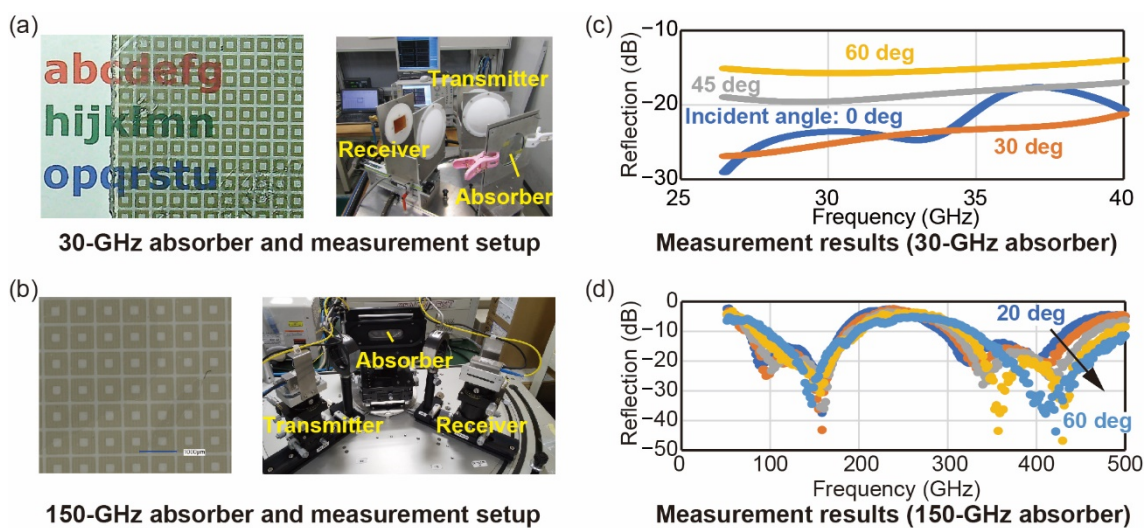 (a)
abcdefg
hijklmn
opqrstu
Transmitter
Receiver
Absorber
30-GHz absorber and measurement setup
(b)
Absorber
Transmitter
Receiver
150-GHz absorber and measurement setup
(c)
Reflection (dB)
-10
-20
-30
60 deg
45 deg
Incident angle: 0 deg
30 deg
25 30 35 40
Frequency (GHz)
Measurement results (30-GHz absorber)
(d)
Reflection (dB)
0
-10
-20
-30
-40
-50
20 deg
60 deg
0 100 200 300 400 500
Frequency (GHz)
Measurement results (150-GHz absorber)